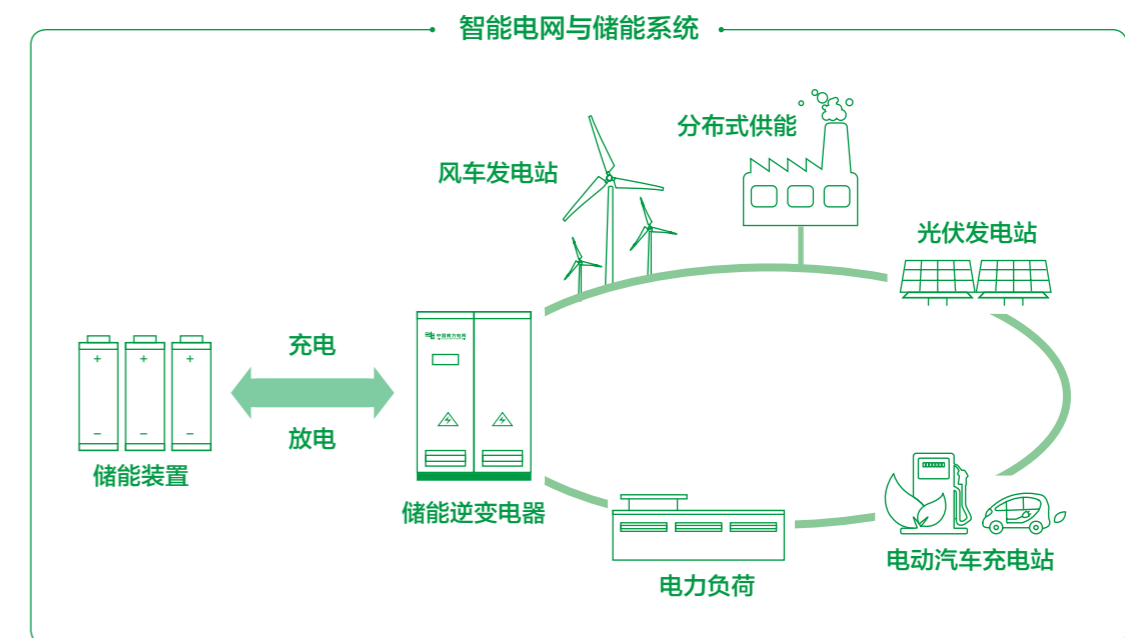 智能电网与储能系统
分布式供能
风车发电站
光伏发电站
充电
放电
储能装置
储能逆变电器
电动汽车充电站
电力负荷